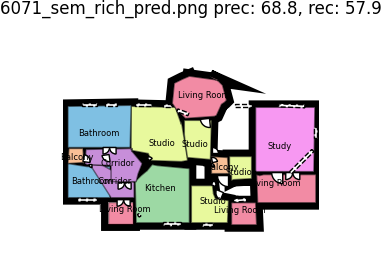 6071_sem_rich_pred.png prec: 68.8, rec: 57.9
Living Room
Bathroom
Studio
Studio
Study
Balcony
Corridor
Balcony
Studio
Bathroom
Corridor
Kitchen
Living Room
Studio
Living Room
Living Room